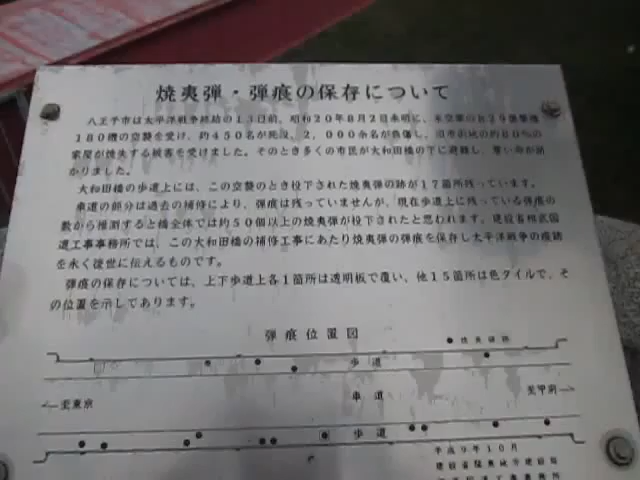 焼夷弾・弾痕の保存について
八王子市は太平洋戦争終結の13日前、昭和20年8月2日未明に、米空軍のB29爆撃機
180機の空襲を受け、約450名が死没、2,000余名が負傷し、旧市街地の約80%の
家屋が焼失する被害を受けました。そのとき多くの市民が大和田橋の下に避難し、尊い命が助
かりました。
大和田橋の歩道上には、この空襲のとき投下された焼夷弾の跡が17箇所残っています。
車道の部分は過去の補修により、弾痕は残っていませんが、現在歩道上に残っている弾痕の
数から推測すると橋全体では約50個以上の焼夷弾が投下されたと思われます。建設省相武国
道工事事務所では、この大和田橋の補修工事にあたり焼夷弾の弾痕を保存し太平洋戦争の痕跡
を永く後世に伝えるものです。
弾痕の保存については、上下歩道上各1箇所は透明板で覆い、他15箇所は色タイルで、そ
の位置を示してあります。
弾痕位置図
●焼夷弾跡
歩道
←至東京
車道
至甲府→
歩道
平成9年10月
建設省関東地方建設局